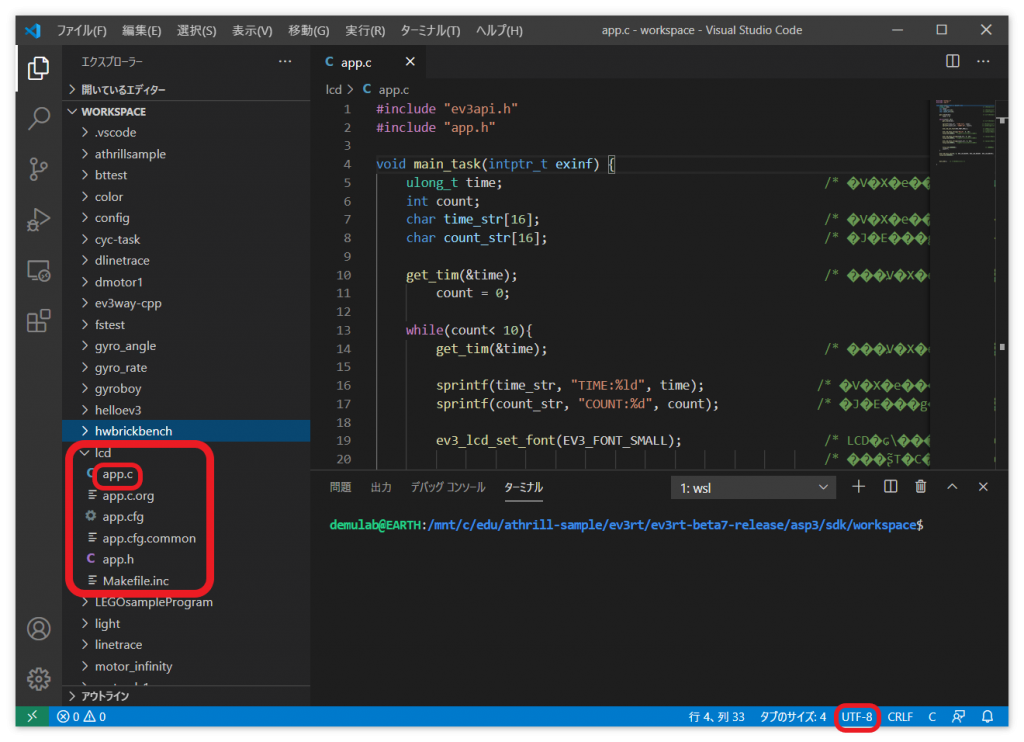 ファイル(F) 編集(E) 選択(S) 表示(V) 移動(G) 実行(R) ターミナル(T) ヘルプ(H) app.c - workspace - Visual Studio Code
エクスプローラー
開いているエディター
WORKSPACE
.vscode
athrillsample
bttest
color
config
cyc-task
dlinetrace
dmotor1
ev3way-cpp
fstest
gyro_angle
gyro_rate
gyroboy
helloev3
hwbrickbench
lcd
app.c
app.c.org
app.cfg
app.cfg.common
app.h
Makefile.inc
LEGOsampleProgram
light
linetrace
motor_infinity
アウトライン
C app.c
lcd > C app.c
1 #include "ev3api.h"
2 #include "app.h"
3
4 void main_task(intptr_t exinf) {
5 ulong_t time; /* �V�X�e��
6 int count;
7 char time_str[16]; /* �V�X�e��
8 char count_str[16]; /* �J�E���g
9
10 get_tim(&time); /* ���V�X�
11 count = 0;
12
13 while(count< 10){
14 get_tim(&time); /* ���V�X�
15
16 sprintf(time_str, "TIME:%ld", time); /* �V�X�e��
17 sprintf(count_str, "COUNT:%d", count); /* �J�E���g
18
19 ev3_lcd_set_font(EV3_FONT_SMALL); /* LCD�
20
問題 出力 デバッグ コンソール ターミナル 1: wsl
demulab@EARTH:/mnt/c/edu/athrill-sample/ev3rt/ev3rt-beta7-release/asp3/sdk/workspace$
0 0 行 4、列 33 タブのサイズ: 4 UTF-8 CRLF C